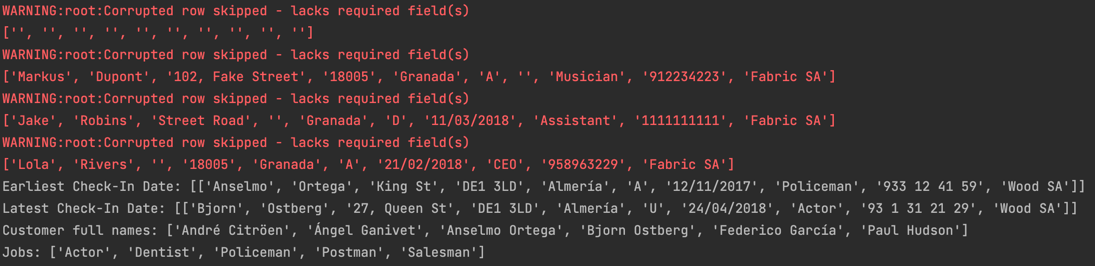 WARNING:root:Corrupted row skipped - lacks required field(s)
['', '', '', '', '', '', '', '', '', '']
WARNING:root:Corrupted row skipped - lacks required field(s)
['Markus', 'Dupont', '102, Fake Street', '18005', 'Granada', 'A', '', 'Musician', '912234223', 'Fabric SA']
WARNING:root:Corrupted row skipped - lacks required field(s)
['Jake', 'Robins', 'Street Road', '', 'Granada', 'D', '11/03/2018', 'Assistant', '1111111111', 'Fabric SA']
WARNING:root:Corrupted row skipped - lacks required field(s)
['Lola', 'Rivers', '', '18005', 'Granada', 'A', '21/02/2018', 'CEO', '958963229', 'Fabric SA']
Earliest Check-In Date: [['Anselmo', 'Ortega', 'King St', 'DE1 3LD', 'Almería', 'A', '12/11/2017', 'Policeman', '933 12 41 59', 'Wood SA']]
Latest Check-In Date: [['Bjorn', 'Ostberg', '27, Queen St', 'DE1 3LD', 'Almería', 'U', '24/04/2018', 'Actor', '93 1 31 21 29', 'Wood SA']]
Customer full names: ['André Citröen', 'Ángel Ganivet', 'Anselmo Ortega', 'Bjorn Ostberg', 'Federico García', 'Paul Hudson']
Jobs: ['Actor', 'Dentist', 'Policeman', 'Postman', 'Salesman']